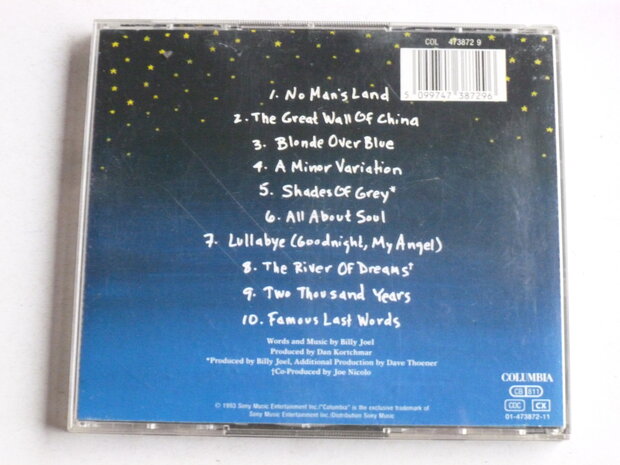 COL 473872 9
5 099747 387296
1. No Man's Land
2. The Great Wall Of China
3. Blonde Over Blue
4. A Minor Variation
5. Shades Of Grey*
6. All About Soul
7. Lullabye (Goodnight, My Angel)
8. The River Of Dreams†
9. Two Thousand Years
10. Famous Last Words
Words and Music by Billy Joel
Produced by Dan Kortchmar
*Produced by Billy Joel, Additional Production by Dave Thoener
†Co-Produced by Joe Nicolo
COLUMBIA
CB 811
CDC CX
01-473872-11
© 1993 Sony Music Entertainment Inc./"Columbia" is the exclusive trademark of
Sony Music Entertainment Inc./Distribution Sony Music